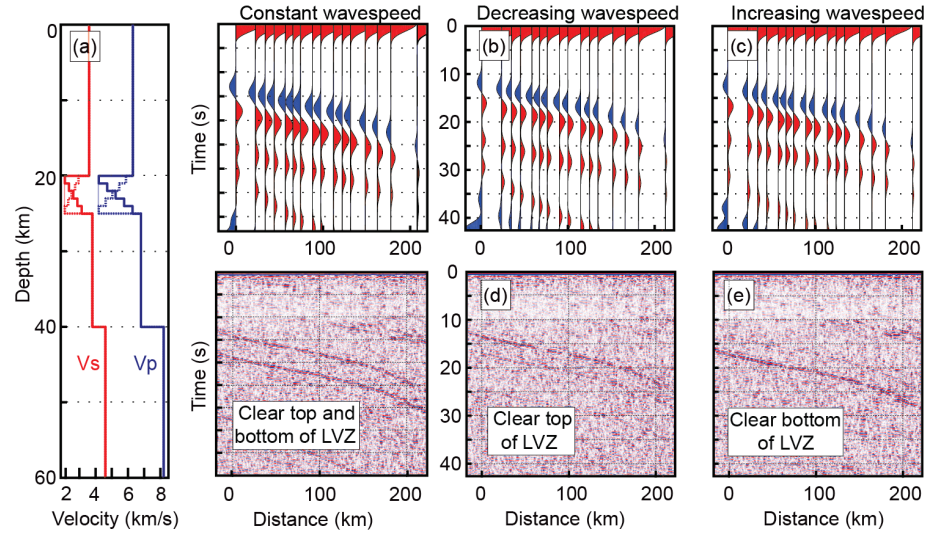 Constant wavespeed
Decreasing wavespeed
Increasing wavespeed
(a)
(b)
(c)
0
20
40
60
Depth (km)
Vs
Vp
2 4 6 8
Velocity (km/s)
Time (s)
0
10
20
30
40
0 100 200
0 100 200
0 100 200
(d)
(e)
Time (s)
0
10
20
30
40
Clear top and
bottom of LVZ
Clear top
of LVZ
Clear bottom
of LVZ
0 100 200
0 100 200
0 100 200
Distance (km)
Distance (km)
Distance (km)